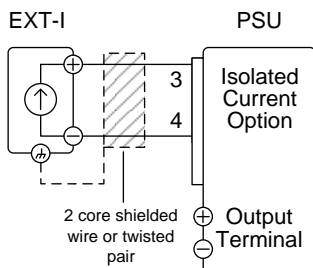 EXT-I
PSU
3
4
Isolated
Current
Option
2 core shielded
wire or twisted
pair
+ Output
- Terminal